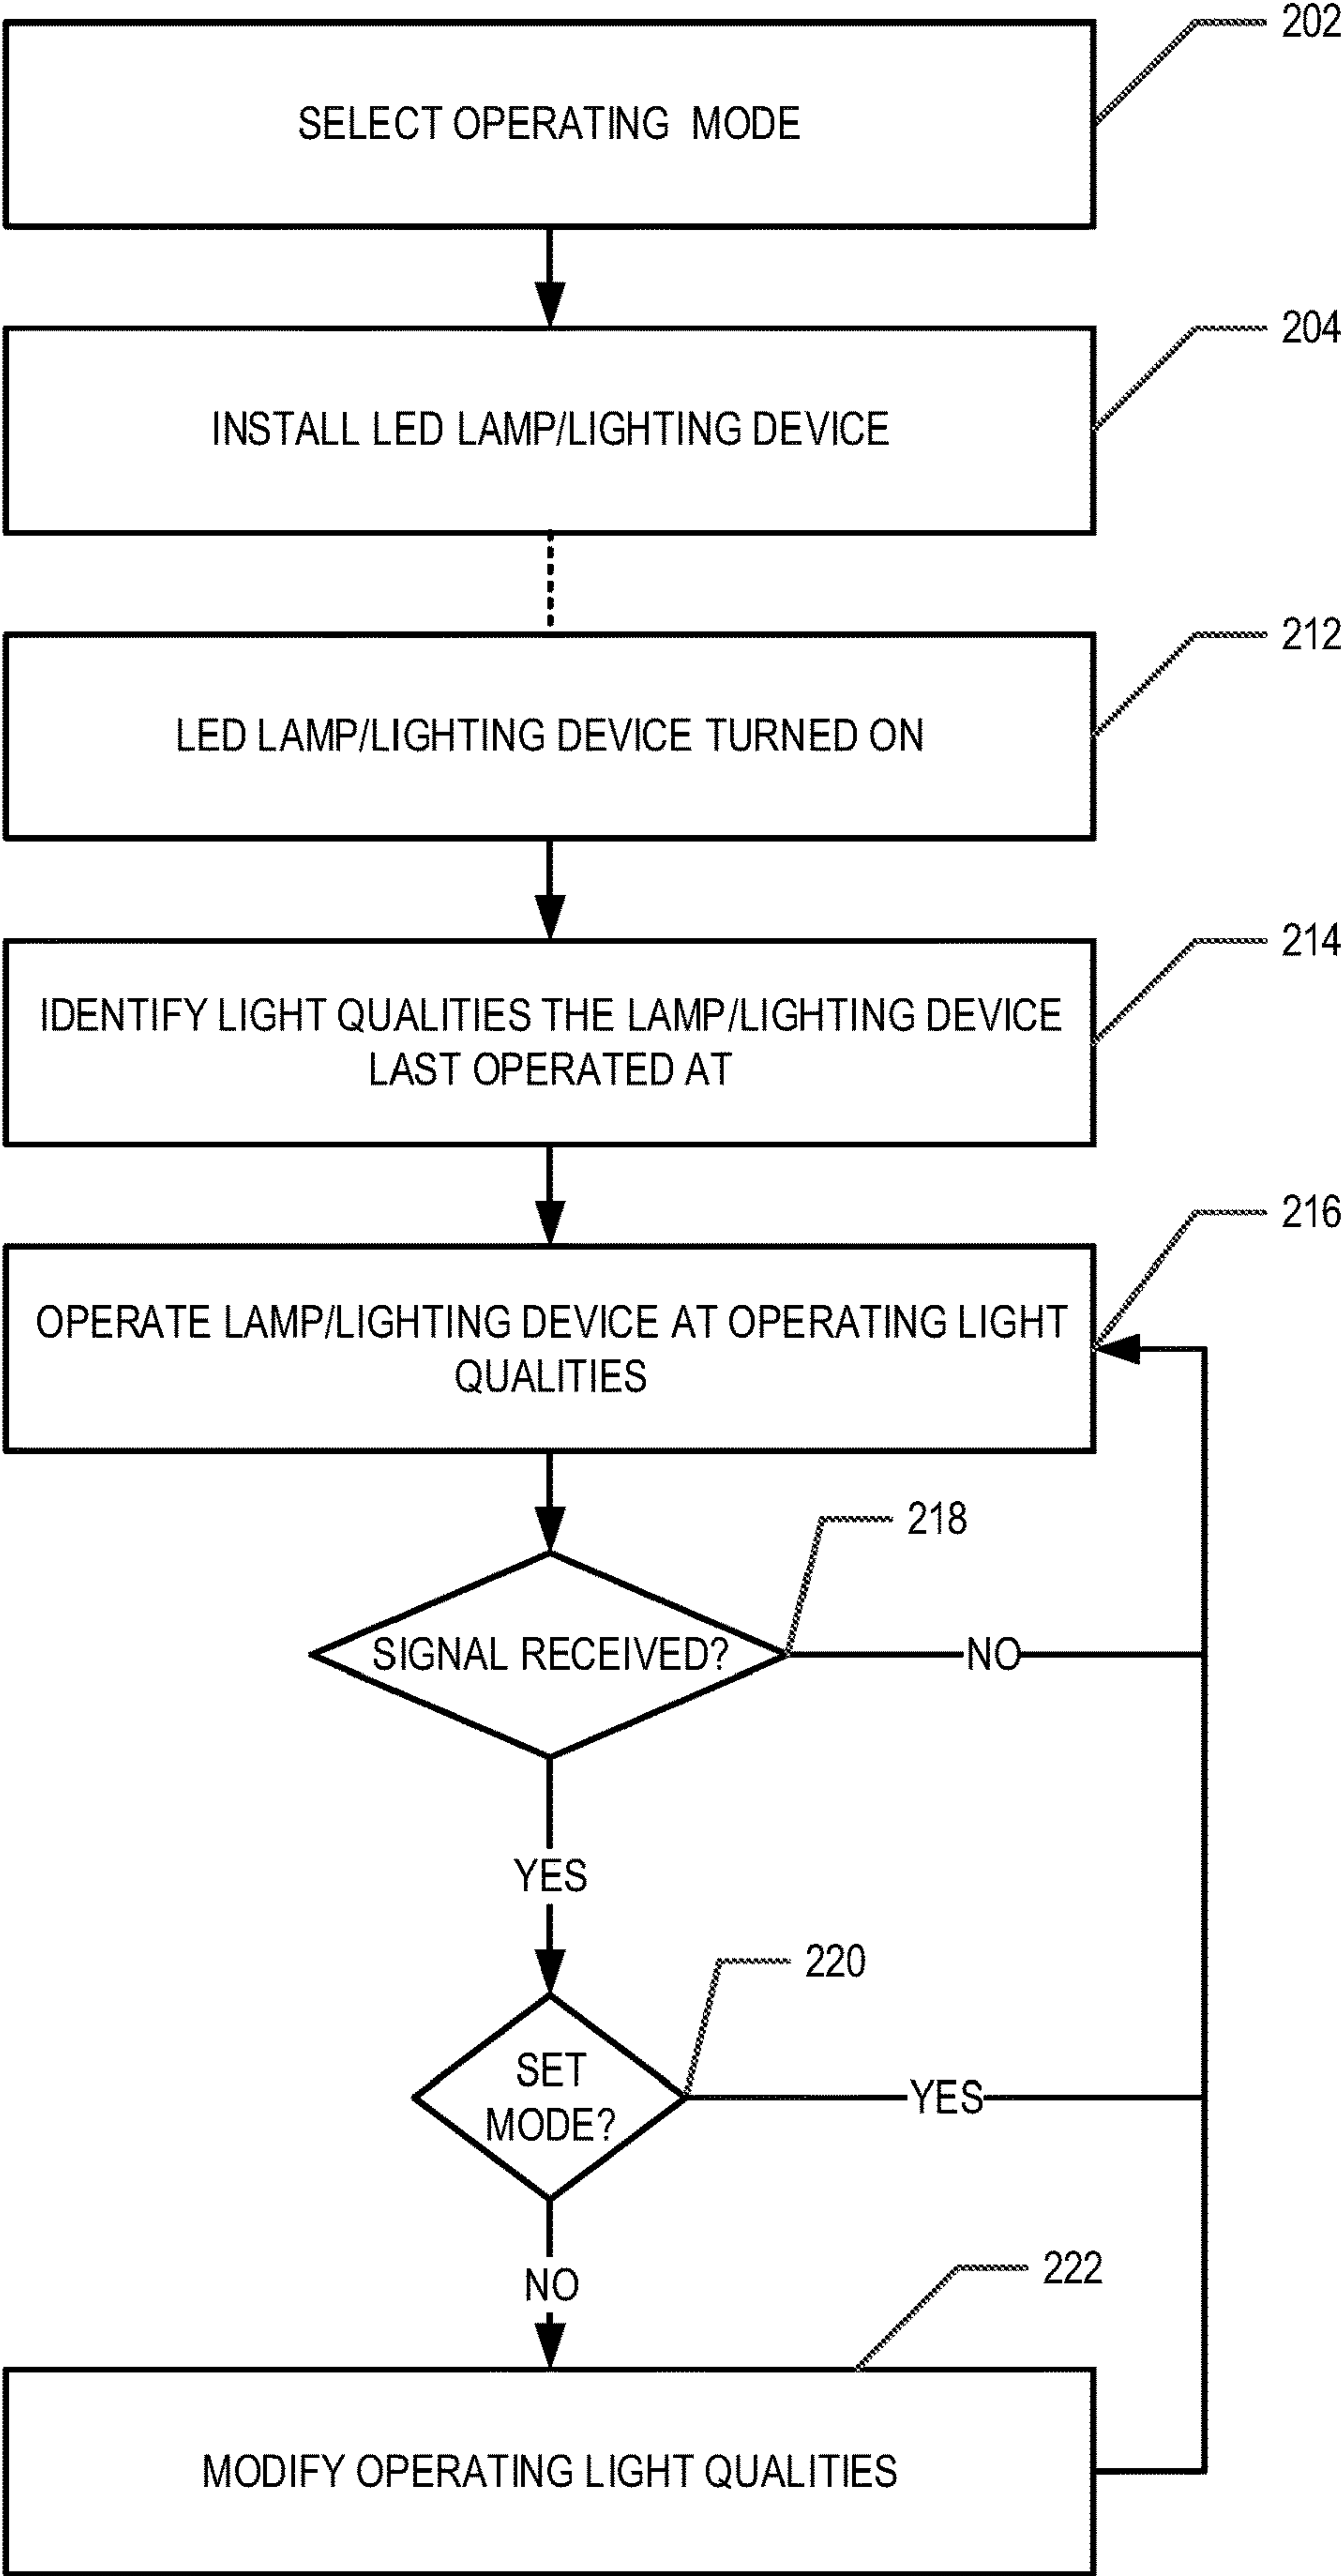 202
SELECT OPERATING MODE
204
INSTALL LED LAMP/LIGHTING DEVICE
212
LED LAMP/LIGHTING DEVICE TURNED ON
214
IDENTIFY LIGHT QUALITIES THE LAMP/LIGHTING DEVICE
LAST OPERATED AT
216
OPERATE LAMP/LIGHTING DEVICE AT OPERATING LIGHT
QUALITIES
218
SIGNAL RECEIVED?
NO
YES
220
SET
MODE?
YES
NO
222
MODIFY OPERATING LIGHT QUALITIES